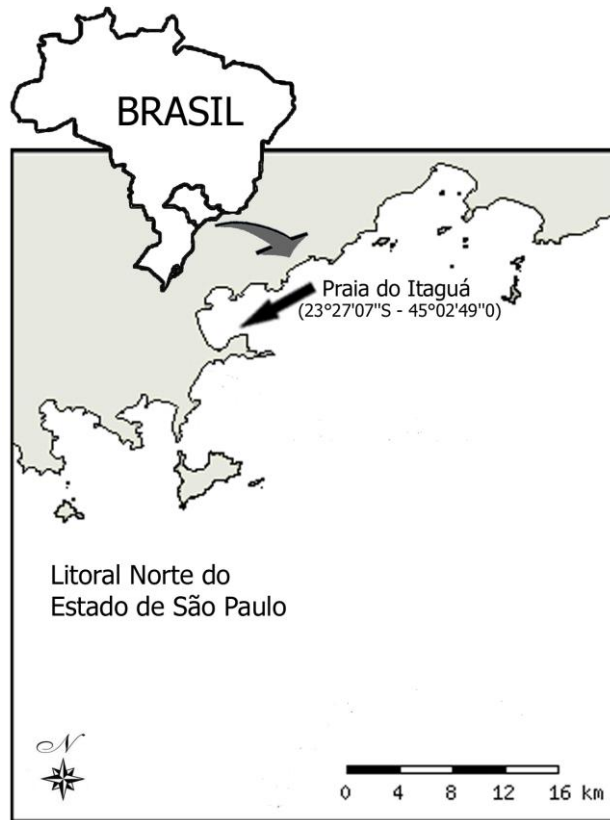 BRASIL
Praia do Itaguá
(23°27'07"S - 45°02'49"0)
Litoral Norte do
Estado de São Paulo
N
0 4 8 12 16 km